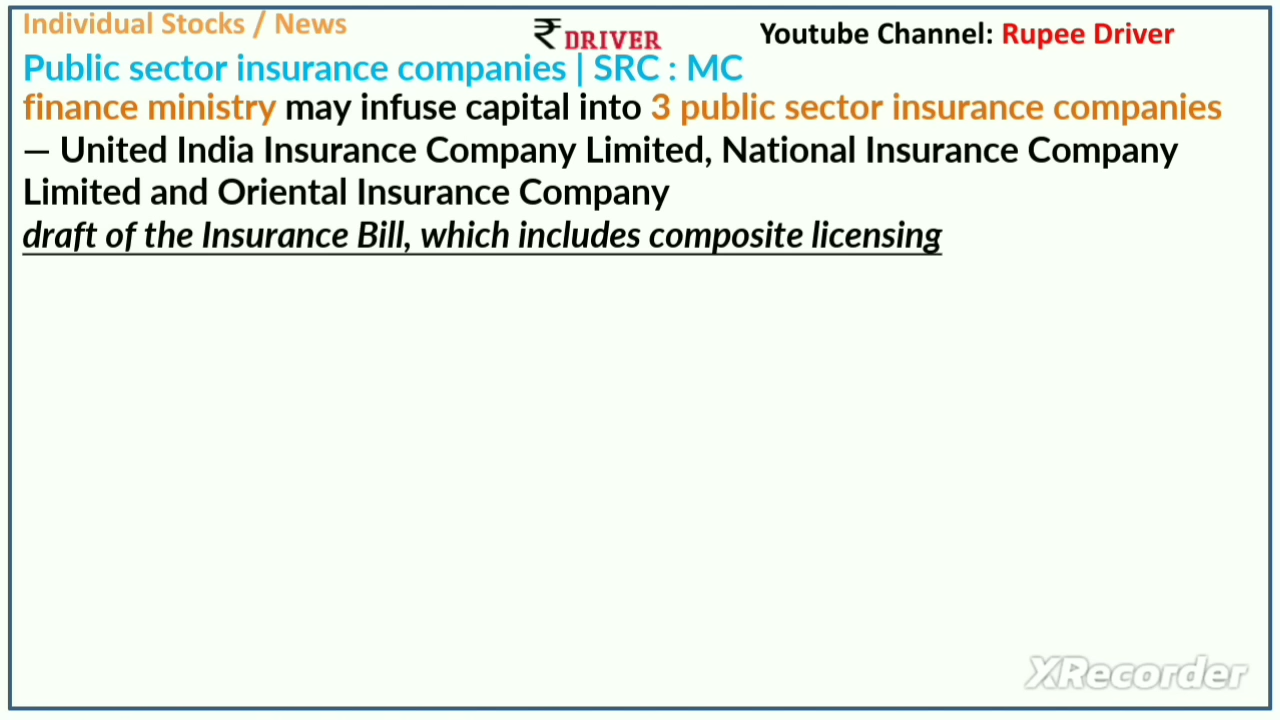 Individual Stocks / News
₹ DRIVER
Youtube Channel: Rupee Driver
Public sector insurance companies | SRC : MC
finance ministry may infuse capital into 3 public sector insurance companies
— United India Insurance Company Limited, National Insurance Company
Limited and Oriental Insurance Company
draft of the Insurance Bill, which includes composite licensing
XRecorder